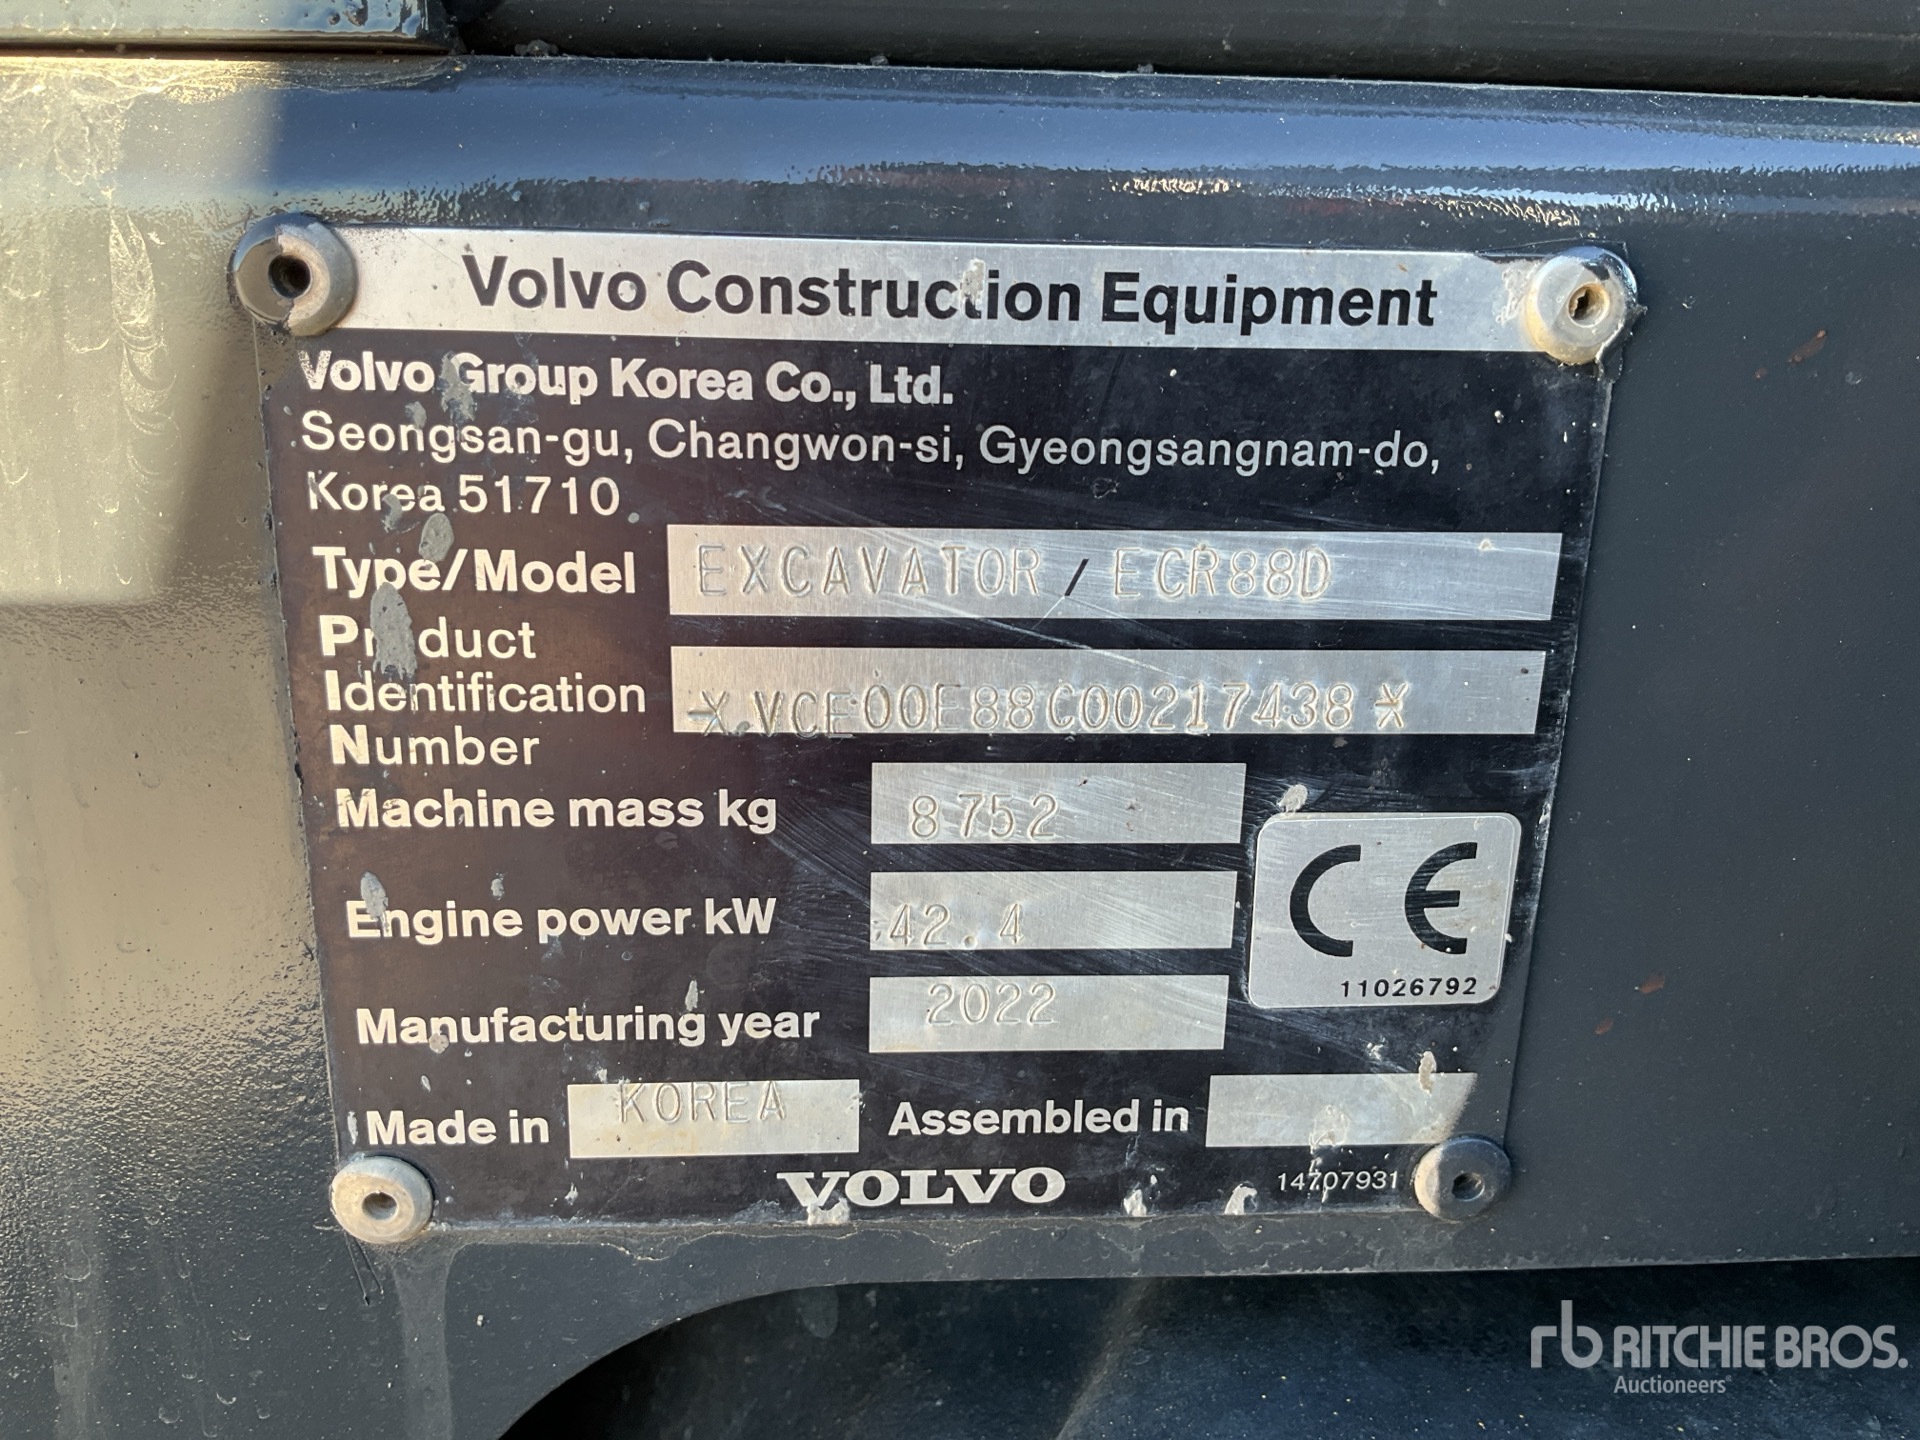 Volvo Construction Equipment
Volvo Group Korea Co., Ltd.
Seongsan-gu, Changwon-si, Gyeongsangnam-do,
Korea 51710
Type/Model EXCAVATOR / ECR88D
Product
Identification *VCE00E88C00217438*
Number
Machine mass kg 8752
Engine power kW 42.4
CE
11026792
Manufacturing year 2022
Made in KOREA Assembled in
VOLVO 14707931
rb RITCHIE BROS.
Auctioneers